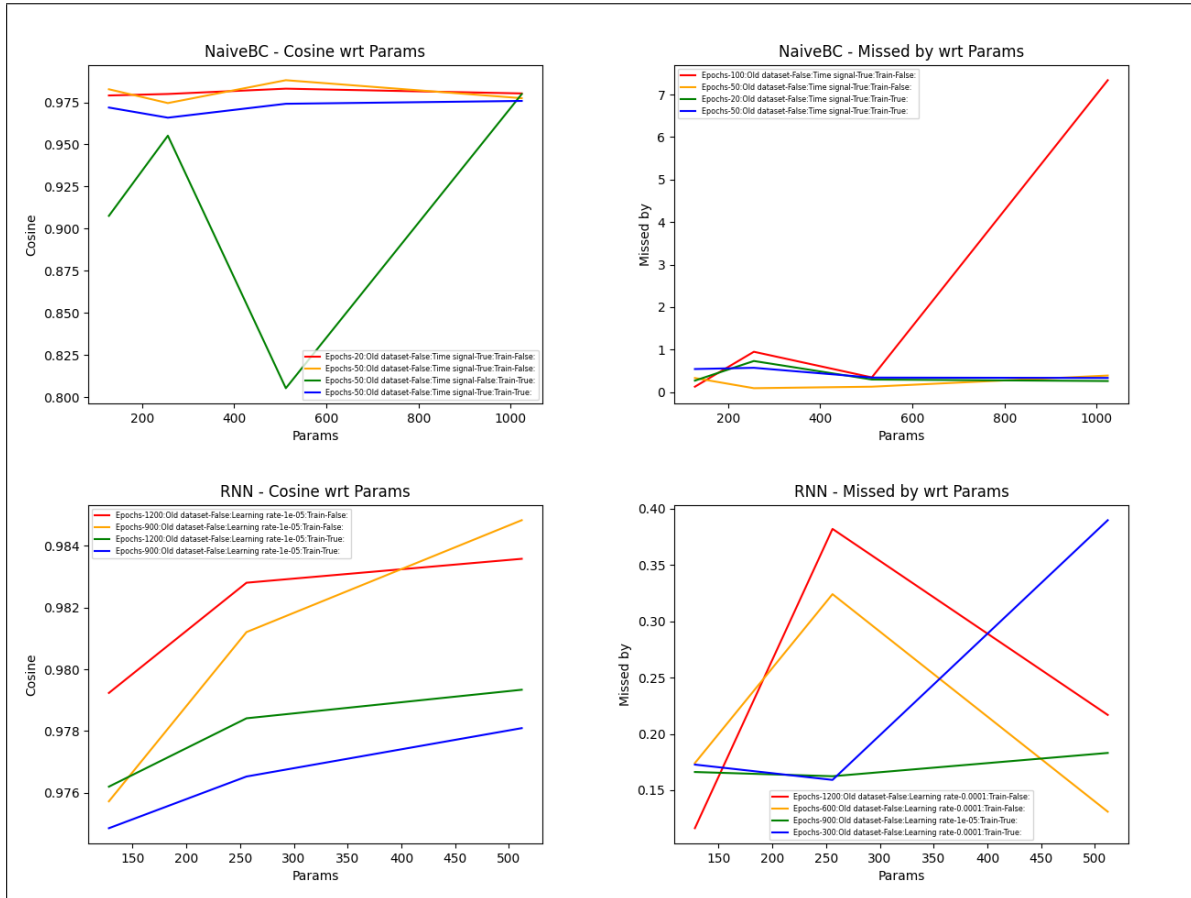 NaiveBC - Cosine wrt Params
0.975
0.950
0.925
0.900
0.875
0.850
0.825
0.800
Cosine
Epochs-20:Old dataset-False:Time signal-True:Train-False:
Epochs-50:Old dataset-False:Time signal-True:Train-False:
Epochs-50:Old dataset-False:Time signal-False:Train-True:
Epochs-50:Old dataset-False:Time signal-True:Train-True:
200 400 600 800 1000
Params
NaiveBC - Missed by wrt Params
Epochs-100:Old dataset-False:Time signal-True:Train-False:
Epochs-50:Old dataset-False:Time signal-True:Train-False:
Epochs-20:Old dataset-False:Time signal-True:Train-True:
Epochs-50:Old dataset-False:Time signal-True:Train-True:
7
6
5
4
3
2
1
0
Missed by
200 400 600 800 1000
Params
RNN - Cosine wrt Params
Epochs-1200:Old dataset-False:Learning rate-1e-05:Train-False:
Epochs-900:Old dataset-False:Learning rate-1e-05:Train-False:
Epochs-1200:Old dataset-False:Learning rate-1e-05:Train-True:
Epochs-900:Old dataset-False:Learning rate-1e-05:Train-True:
0.984
0.982
0.980
0.978
0.976
Cosine
150 200 250 300 350 400 450 500
Params
RNN - Missed by wrt Params
0.40
0.35
0.30
0.25
0.20
0.15
Missed by
Epochs-1200:Old dataset-False:Learning rate-0.0001:Train-False:
Epochs-600:Old dataset-False:Learning rate-0.0001:Train-False:
Epochs-900:Old dataset-False:Learning rate-1e-05:Train-True:
Epochs-300:Old dataset-False:Learning rate-0.0001:Train-True:
150 200 250 300 350 400 450 500
Params